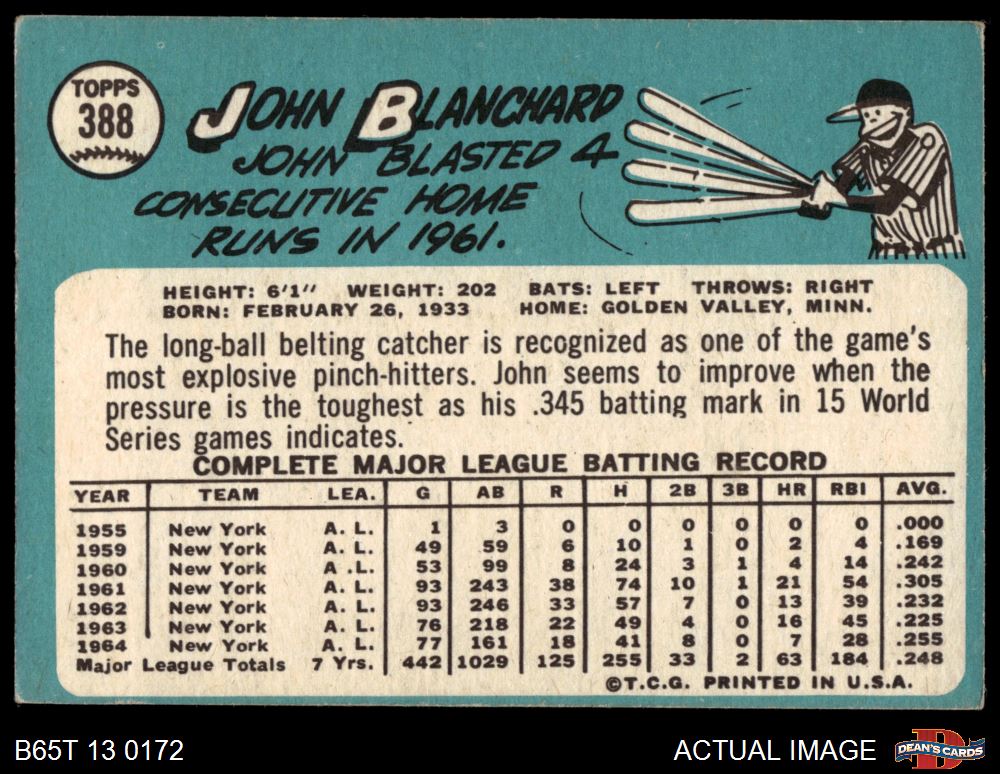 TOPPS
388
JOHN BLANCHARD
JOHN BLASTED 4
CONSECUTIVE HOME
RUNS IN 1961.
HEIGHT: 6'1" WEIGHT: 202 BATS: LEFT THROWS: RIGHT
BORN: FEBRUARY 26, 1933 HOME: GOLDEN VALLEY, MINN.
The long-ball belting catcher is recognized as one of the game's
most explosive pinch-hitters. John seems to improve when the
pressure is the toughest as his .345 batting mark in 15 World
Series games indicates.
COMPLETE MAJOR LEAGUE BATTING RECORD
YEAR TEAM LEA. G AB R H 2B 3B HR RBI AVG.
1955 New York A. L. 1 3 0 0 0 0 0 0 .000
1959 New York A. L. 49 59 6 10 1 0 2 4 .169
1960 New York A .L. 53 99 8 24 3 1 4 14 .242
1961 New York A. L. 93 243 38 74 10 1 21 54 .305
1962 New York A. L. 93 246 33 57 7 0 13 39 .232
1963 New York A. L. 76 218 22 49 4 0 16 45 .225
1964 New York A. L. 77 161 18 41 8 0 7 28 .255
Major League Totals 7 Yrs. 442 1029 125 255 33 2 63 184 .248
©T.C.G. PRINTED IN U.S.A.
B65T 13 0172
ACTUAL IMAGE
D
DEAN'S CARDS